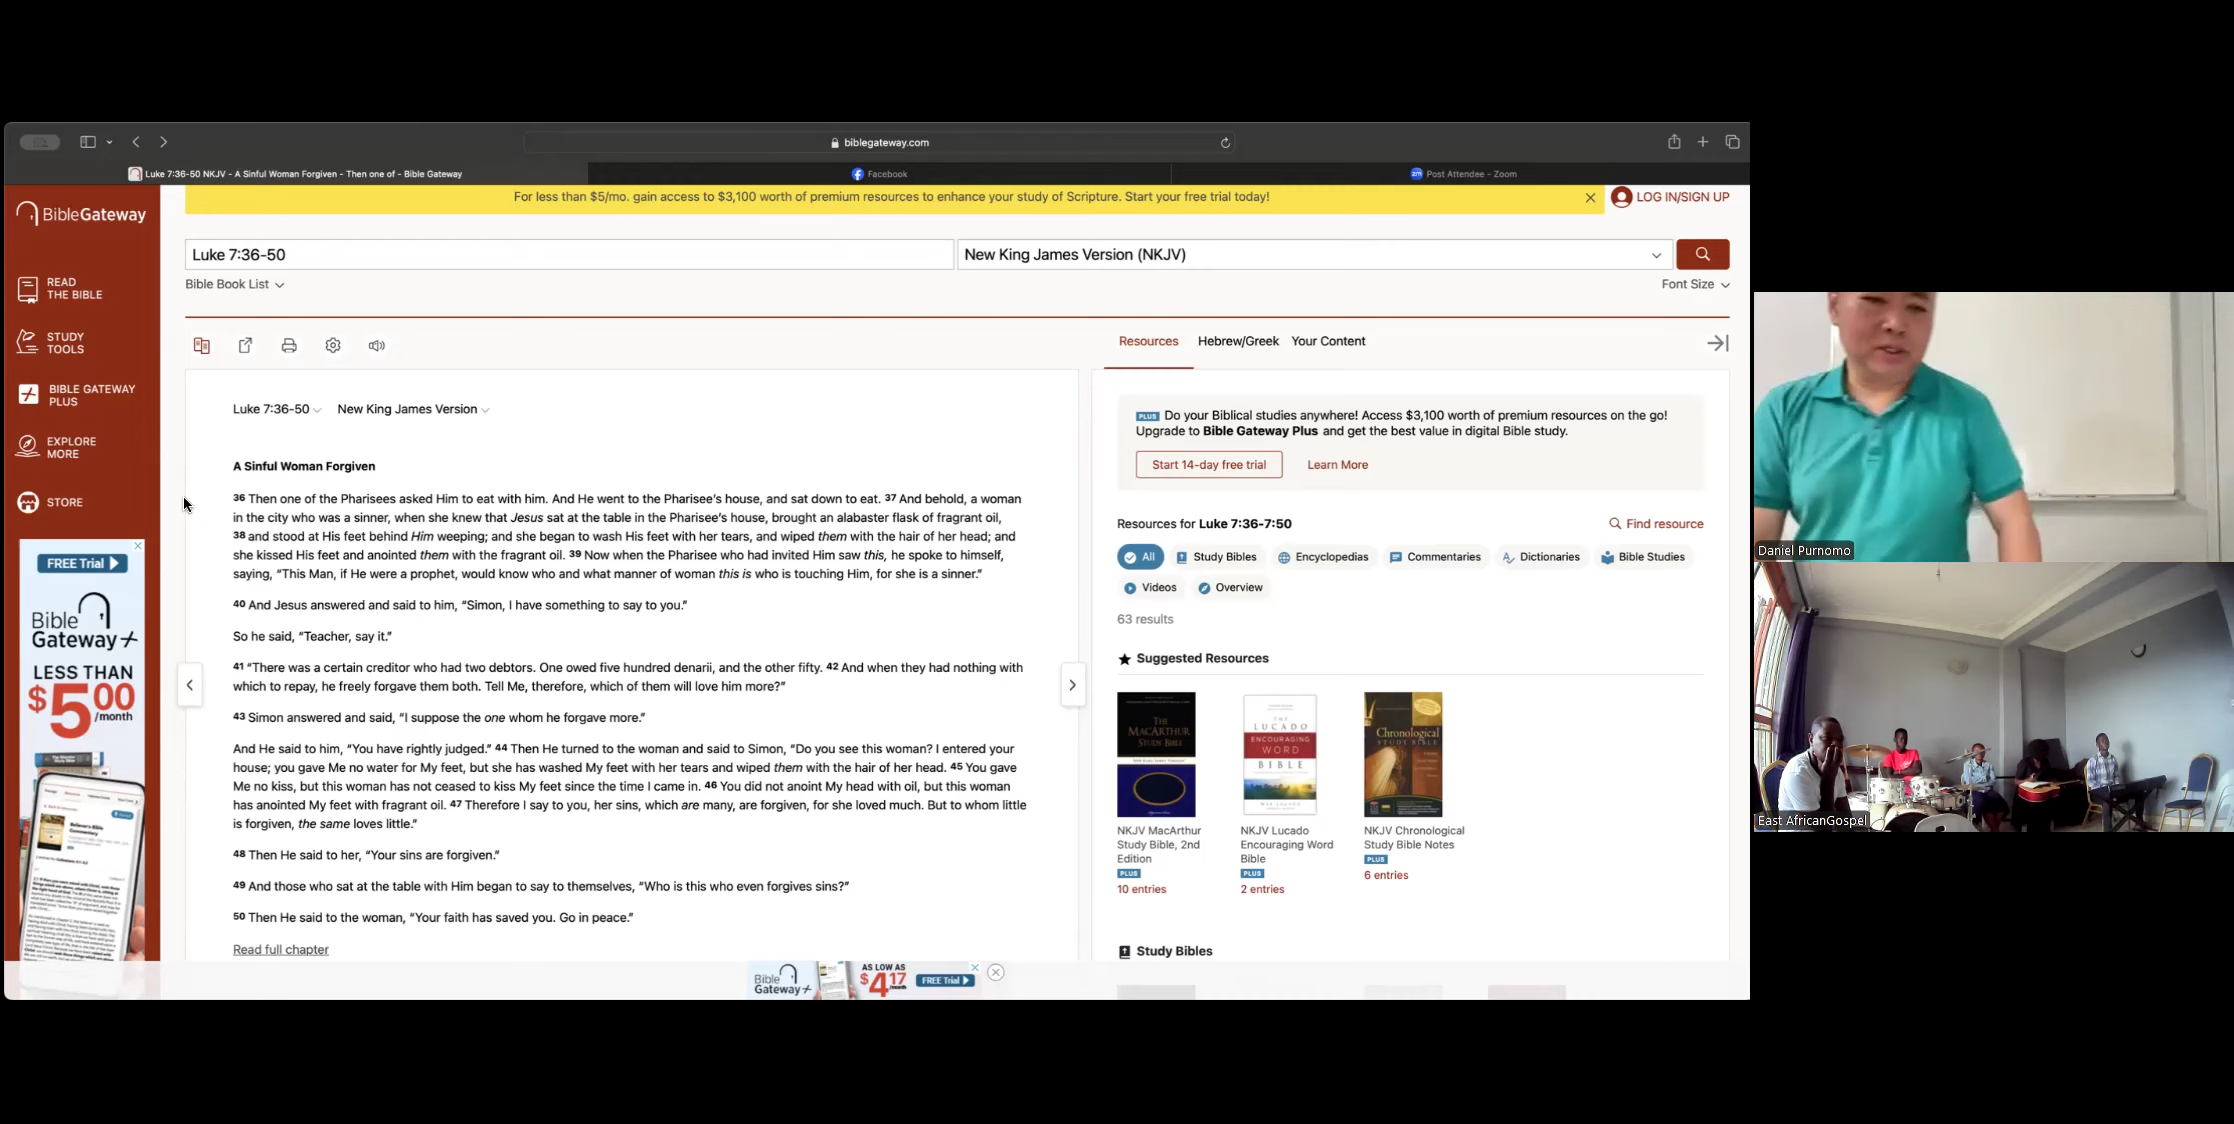 biblegateway.com
Luke 7:36-50 NKJV - A Sinful Woman Forgiven - Then one of - Bible Gateway
Facebook
Post Attendee - Zoom
BibleGateway
For less than $5/mo. gain access to $3,100 worth of premium resources to enhance your study of Scripture. Start your free trial today!
LOG IN/SIGN UP
Luke 7:36-50
New King James Version (NKJV)
Bible Book List
Font Size
READ
THE BIBLE
STUDY
TOOLS
BIBLE GATEWAY
PLUS
EXPLORE
MORE
STORE
FREE Trial
Bible
Gateway+
LESS THAN
$500
/month
Luke 7:36-50
New King James Version
A Sinful Woman Forgiven
36 Then one of the Pharisees asked Him to eat with him. And He went to the Pharisee's house, and sat down to eat. 37 And behold, a woman
in the city who was a sinner, when she knew that Jesus sat at the table in the Pharisee's house, brought an alabaster flask of fragrant oil,
38 and stood at His feet behind Him weeping; and she began to wash His feet with her tears, and wiped them with the hair of her head; and
she kissed His feet and anointed them with the fragrant oil. 39 Now when the Pharisee who had invited Him saw this, he spoke to himself,
saying, “This Man, if He were a prophet, would know who and what manner of woman this is who is touching Him, for she is a sinner.”
40 And Jesus answered and said to him, “Simon, I have something to say to you.”
So he said, “Teacher, say it.”
41 “There was a certain creditor who had two debtors. One owed five hundred denarii, and the other fifty. 42 And when they had nothing with
which to repay, he freely forgave them both. Tell Me, therefore, which of them will love him more?”
43 Simon answered and said, “I suppose the one whom he forgave more.”
And He said to him, “You have rightly judged.” 44 Then He turned to the woman and said to Simon, “Do you see this woman? I entered your
house; you gave Me no water for My feet, but she has washed My feet with her tears and wiped them with the hair of her head. 45 You gave
Me no kiss, but this woman has not ceased to kiss My feet since the time I came in. 46 You did not anoint My head with oil, but this woman
has anointed My feet with fragrant oil. 47 Therefore I say to you, her sins, which are many, are forgiven, for she loved much. But to whom little
is forgiven, the same loves little.”
48 Then He said to her, “Your sins are forgiven.”
49 And those who sat at the table with Him began to say to themselves, “Who is this who even forgives sins?”
50 Then He said to the woman, “Your faith has saved you. Go in peace.”
Read full chapter
Resources
Hebrew/Greek
Your Content
PLUS Do your Biblical studies anywhere! Access $3,100 worth of premium resources on the go!
Upgrade to Bible Gateway Plus and get the best value in digital Bible study.
Start 14-day free trial
Learn More
Resources for Luke 7:36-7:50
Find resource
All
Study Bibles
Encyclopedias
Commentaries
Dictionaries
Bible Studies
Videos
Overview
63 results
Suggested Resources
THE
MACARTHUR
STUDY BIBLE
THE
LUCADO
ENCOURAGING
WORD
BIBLE
Chronological
STUDY BIBLE
NKJV MacArthur
Study Bible, 2nd
Edition
PLUS
10 entries
NKJV Lucado
Encouraging Word
Bible
PLUS
2 entries
NKJV Chronological
Study Bible Notes
PLUS
6 entries
Study Bibles
Bible
Gateway+
AS LOW AS
$4.17
/month
FREE Trial
Daniel Purnomo
East AfricanGospel